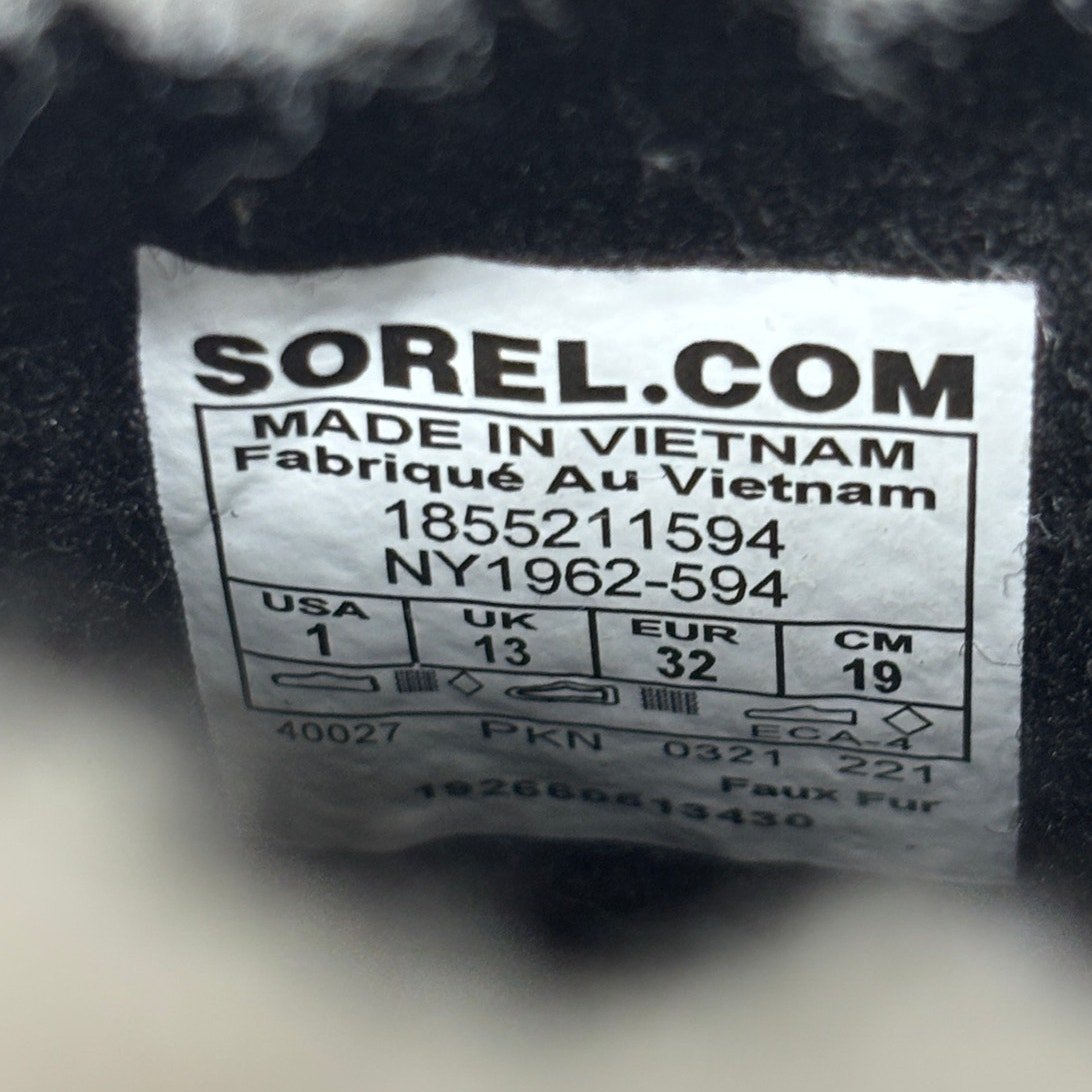 SOREL.COM
MADE IN VIETNAM
Fabriqué Au Vietnam
1855211594
NY1962-594
USA UK EUR CM
1 13 32 19
ECA-4
40027 PKN 0321 221
Faux Fur